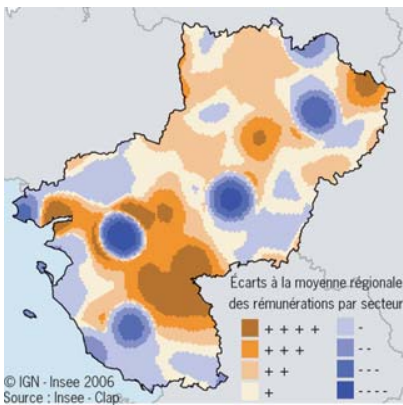 Écarts à la moyenne régionale
des rémunérations par secteur
+ + + + -
+ + + --
+ + ---
+ ----
© IGN - Insee 2006
Source : Insee - Clap